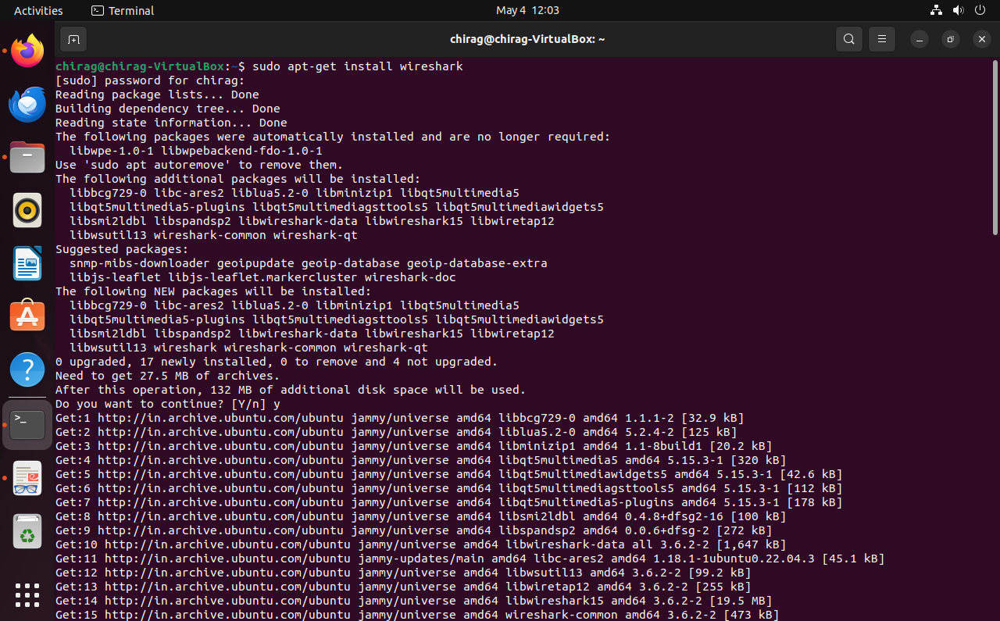 Activities Terminal May 4 12:03
chirag@chirag-VirtualBox: ~
chirag@chirag-VirtualBox:~$ sudo apt-get install wireshark
[sudo] password for chirag:
Reading package lists... Done
Building dependency tree... Done
Reading state information... Done
The following packages were automatically installed and are no longer required:
  libwpe-1.0-1 libwpebackend-fdo-1.0-1
Use 'sudo apt autoremove' to remove them.
The following additional packages will be installed:
  libbcg729-0 libc-ares2 liblua5.2-0 libminizip1 libqt5multimedia5
  libqt5multimedia5-plugins libqt5multimediagsttools5 libqt5multimediawidgets5
  libsmi2ldbl libspandsp2 libwireshark-data libwireshark15 libwiretap12
  libwsutil13 wireshark-common wireshark-qt
Suggested packages:
  snmp-mibs-downloader geoipupdate geoip-database geoip-database-extra
  libjs-leaflet libjs-leaflet.markercluster wireshark-doc
The following NEW packages will be installed:
  libbcg729-0 libc-ares2 liblua5.2-0 libminizip1 libqt5multimedia5
  libqt5multimedia5-plugins libqt5multimediagsttools5 libqt5multimediawidgets5
  libsmi2ldbl libspandsp2 libwireshark-data libwireshark15 libwiretap12
  libwsutil13 wireshark wireshark-common wireshark-qt
0 upgraded, 17 newly installed, 0 to remove and 4 not upgraded.
Need to get 27.5 MB of archives.
After this operation, 132 MB of additional disk space will be used.
Do you want to continue? [Y/n] y
Get:1 http://in.archive.ubuntu.com/ubuntu jammy/universe amd64 libbcg729-0 amd64 1.1.1-2 [32.9 kB]
Get:2 http://in.archive.ubuntu.com/ubuntu jammy/universe amd64 liblua5.2-0 amd64 5.2.4-2 [125 kB]
Get:3 http://in.archive.ubuntu.com/ubuntu jammy/universe amd64 libminizip1 amd64 1.1-8build1 [20.2 kB]
Get:4 http://in.archive.ubuntu.com/ubuntu jammy/universe amd64 libqt5multimedia5 amd64 5.15.3-1 [320 kB]
Get:5 http://in.archive.ubuntu.com/ubuntu jammy/universe amd64 libqt5multimediawidgets5 amd64 5.15.3-1 [42.6 kB]
Get:6 http://in.archive.ubuntu.com/ubuntu jammy/universe amd64 libqt5multimediagsttools5 amd64 5.15.3-1 [112 kB]
Get:7 http://in.archive.ubuntu.com/ubuntu jammy/universe amd64 libqt5multimedia5-plugins amd64 5.15.3-1 [178 kB]
Get:8 http://in.archive.ubuntu.com/ubuntu jammy/universe amd64 libsmi2ldbl amd64 0.4.8+dfsg2-16 [100 kB]
Get:9 http://in.archive.ubuntu.com/ubuntu jammy/universe amd64 libspandsp2 amd64 0.0.6+dfsg-2 [272 kB]
Get:10 http://in.archive.ubuntu.com/ubuntu jammy/universe amd64 libwireshark-data all 3.6.2-2 [1,647 kB]
Get:11 http://in.archive.ubuntu.com/ubuntu jammy-updates/main amd64 libc-ares2 amd64 1.18.1-1ubuntu0.22.04.3 [45.1 kB]
Get:12 http://in.archive.ubuntu.com/ubuntu jammy/universe amd64 libwsutil13 amd64 3.6.2-2 [99.2 kB]
Get:13 http://in.archive.ubuntu.com/ubuntu jammy/universe amd64 libwiretap12 amd64 3.6.2-2 [255 kB]
Get:14 http://in.archive.ubuntu.com/ubuntu jammy/universe amd64 libwireshark15 amd64 3.6.2-2 [19.5 MB]
Get:15 http://in.archive.ubuntu.com/ubuntu jammy/universe amd64 wireshark-common amd64 3.6.2-2 [473 kB]